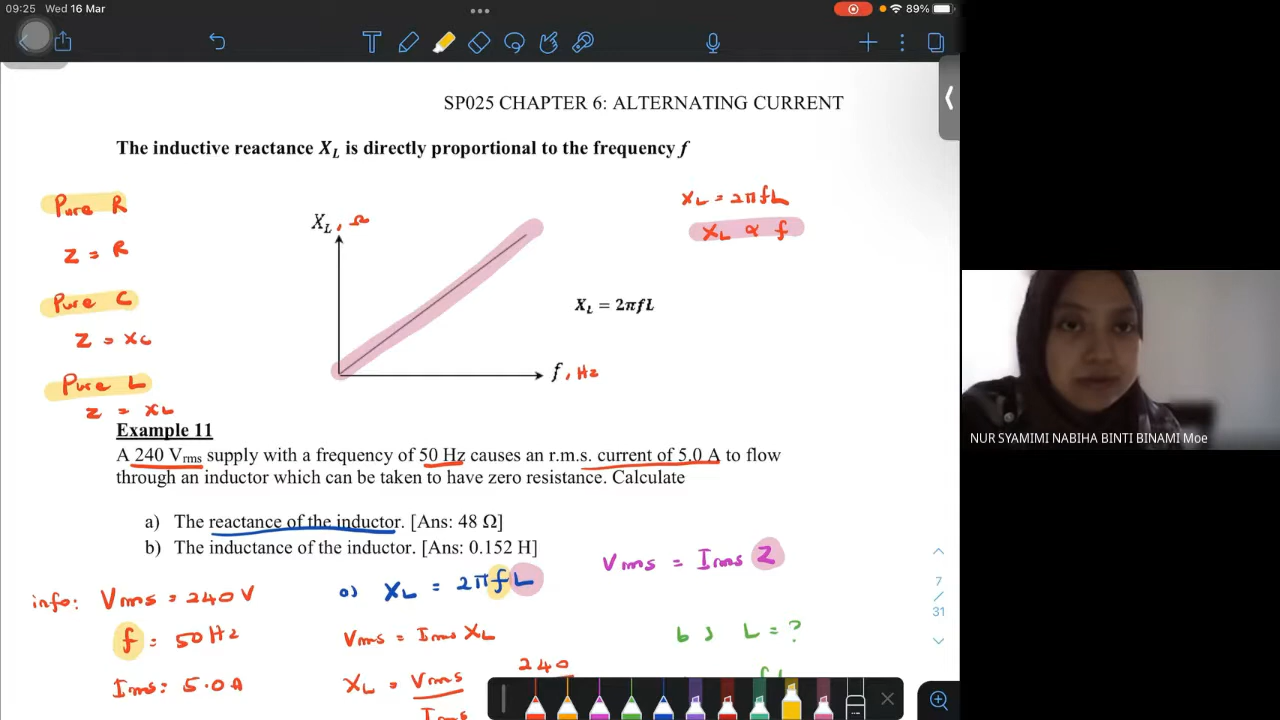 09:25 Wed 16 Mar
89%
SP025 CHAPTER 6: ALTERNATING CURRENT
The inductive reactance X_L is directly proportional to the frequency f
Pure R
Z = R
Pure C
Z = Xc
Pure L
Z = XL
X_L, Ω
f, Hz
XL = 2πfL
XL ∝ f
X_L = 2πfL
Example 11
A 240 Vrms supply with a frequency of 50 Hz causes an r.m.s. current of 5.0 A to flow
through an inductor which can be taken to have zero resistance. Calculate
a) The reactance of the inductor. [Ans: 48 Ω]
b) The inductance of the inductor. [Ans: 0.152 H]
Vrms = Irms Z
info: Vrms = 240 V
f = 50 Hz
Irms = 5.0 A
a) XL = 2πfL
Vrms = Irms XL
XL = Vrms
Irms
240
b) L = ?
fL
7
/
31
NUR SYAMIMI NABIHA BINTI BINAMI Moe